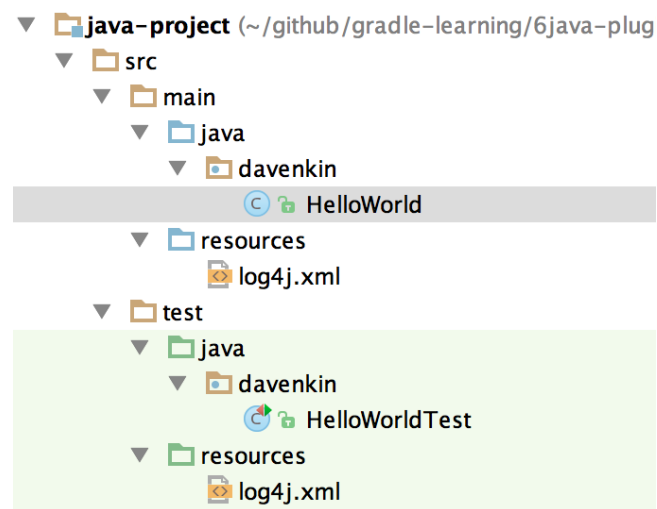 java-project (~/github/gradle-learning/6java-plug
src
main
java
davenkin
HelloWorld
resources
log4j.xml
test
java
davenkin
HelloWorldTest
resources
log4j.xml